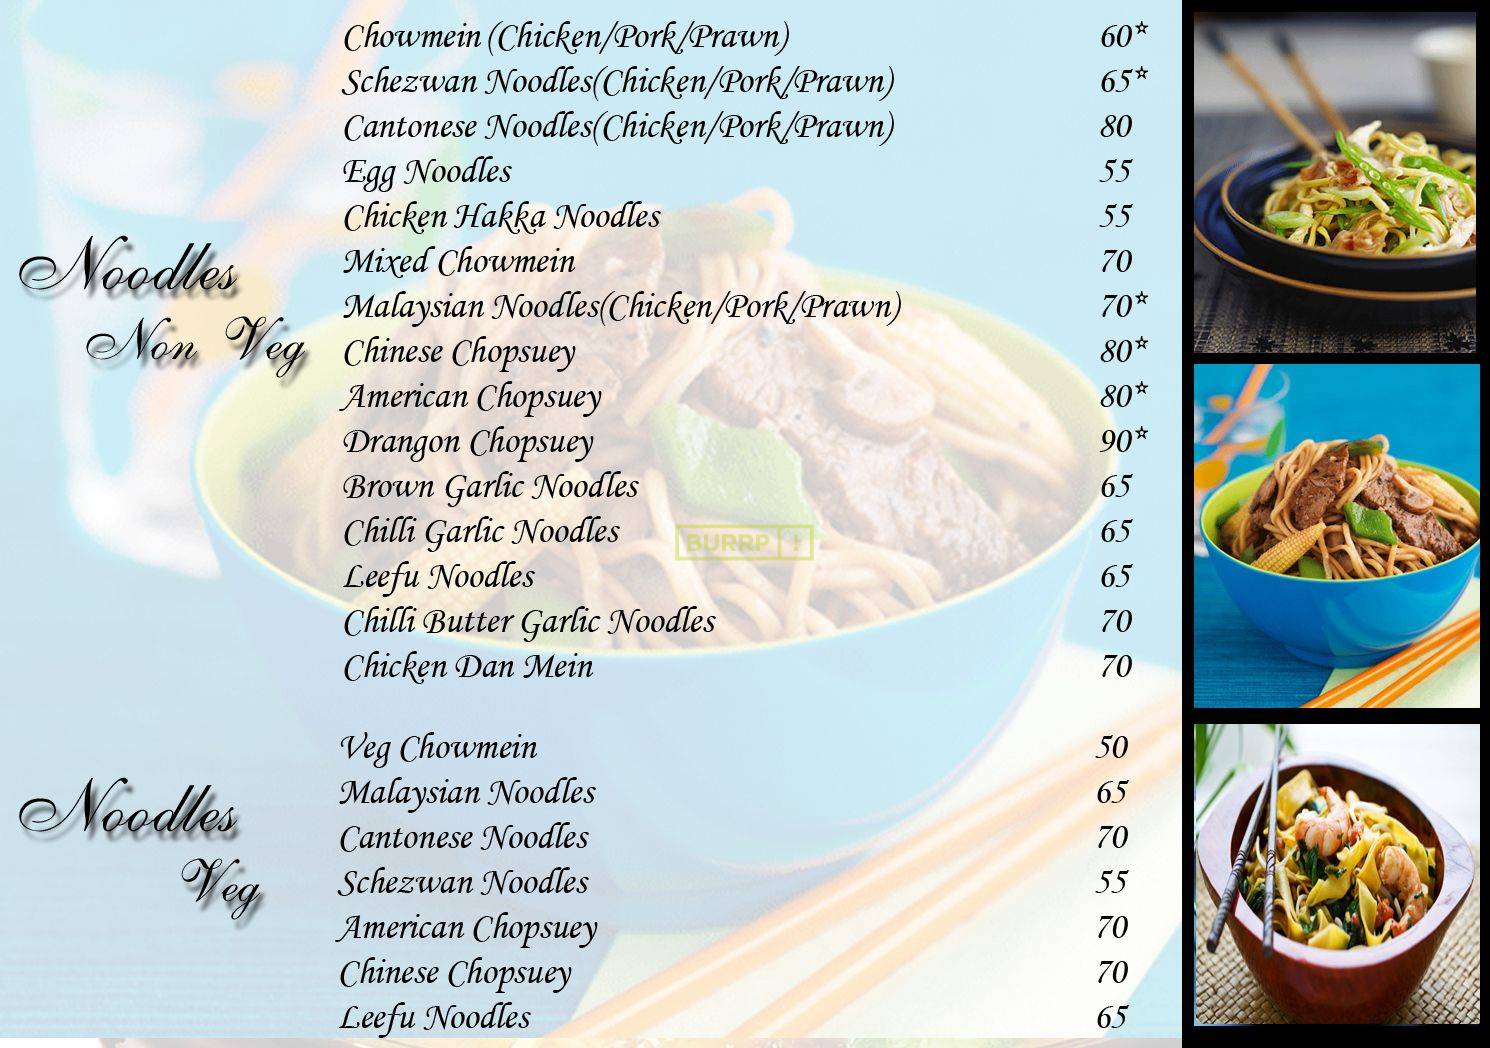 Noodles
Non Veg
Chowmein (Chicken/Pork/Prawn) 60*
Schezwan Noodles(Chicken/Pork/Prawn) 65*
Cantonese Noodles(Chicken/Pork/Prawn) 80
Egg Noodles 55
Chicken Hakka Noodles 55
Mixed Chowmein 70
Malaysian Noodles(Chicken/Pork/Prawn) 70*
Chinese Chopsuey 80*
American Chopsuey 80*
Drangon Chopsuey 90*
Brown Garlic Noodles 65
Chilli Garlic Noodles 65
BURRP !
Leefu Noodles 65
Chilli Butter Garlic Noodles 70
Chicken Dan Mein 70
Noodles
Veg
Veg Chowmein 50
Malaysian Noodles 65
Cantonese Noodles 70
Schezwan Noodles 55
American Chopsuey 70
Chinese Chopsuey 70
Leefu Noodles 65